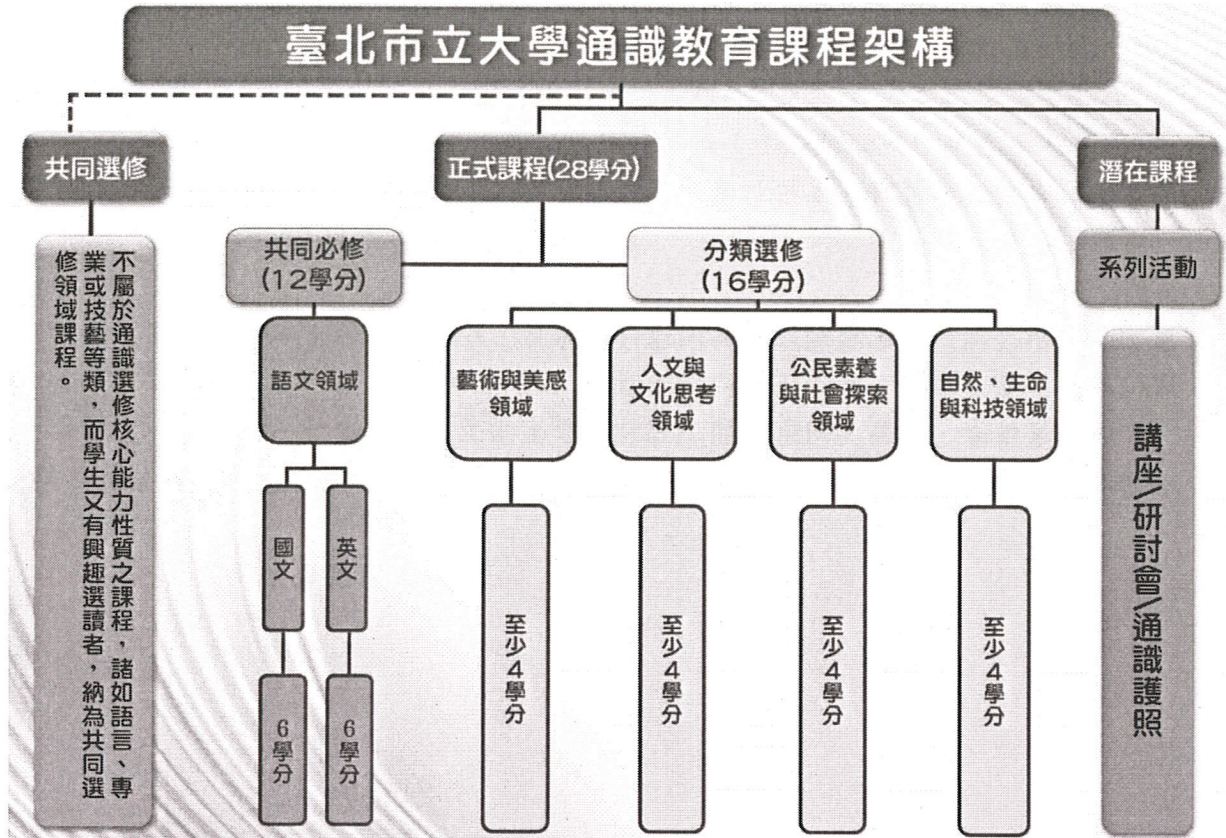 臺北市立大學通識教育課程架構
共同選修
正式課程(28學分)
潛在課程
不屬於通識選修核心能力性質之課程，諸如語言、專
業或技藝等類，而學生又有興趣選讀者，納為共同選
修領域課程。
共同必修
(12學分)
分類選修
(16學分)
系列活動
語文領域
藝術與美感
領域
人文與
文化思考
領域
公民素養
與社會探索
領域
自然、生命
與科技領域
國文
英文
6學分
6學分
至少4學分
至少4學分
至少4學分
至少4學分
講座/研討會/通識護照